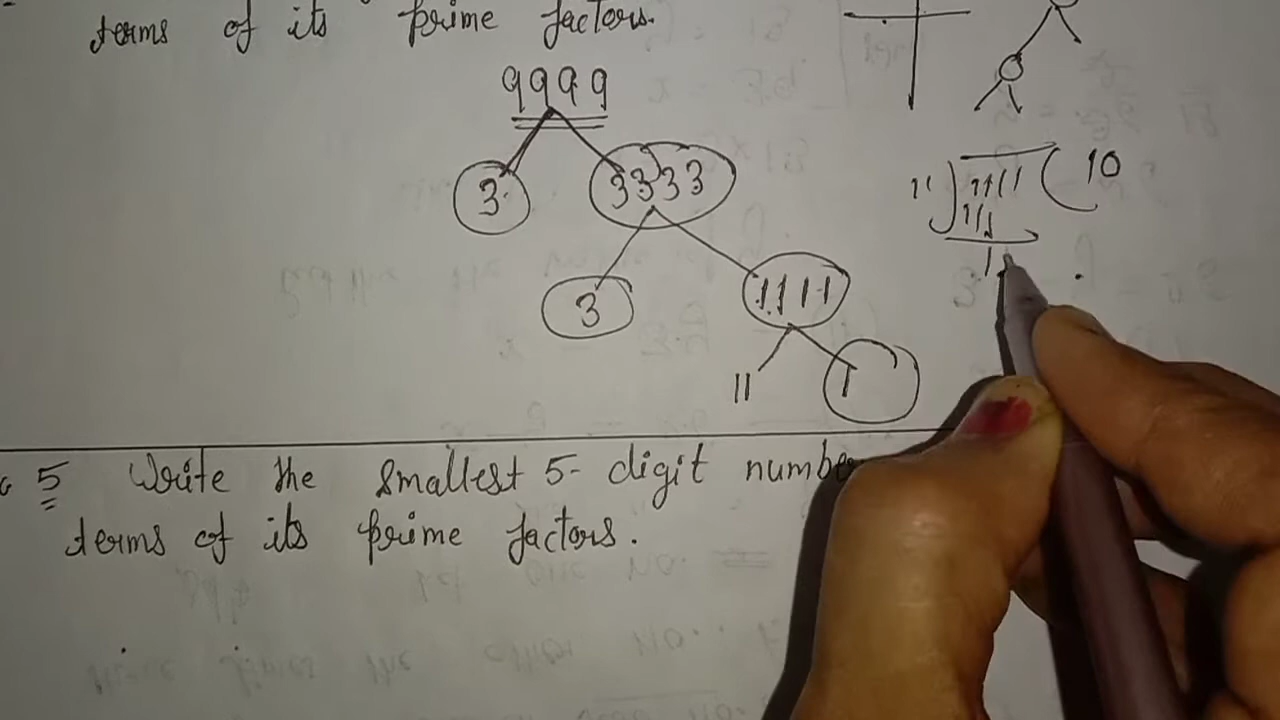 terms of its prime factors.
9999
3 3333
11 1111 10
11
3 1111
1
11 1
5 Write the smallest 5- digit number
terms of its prime factors.